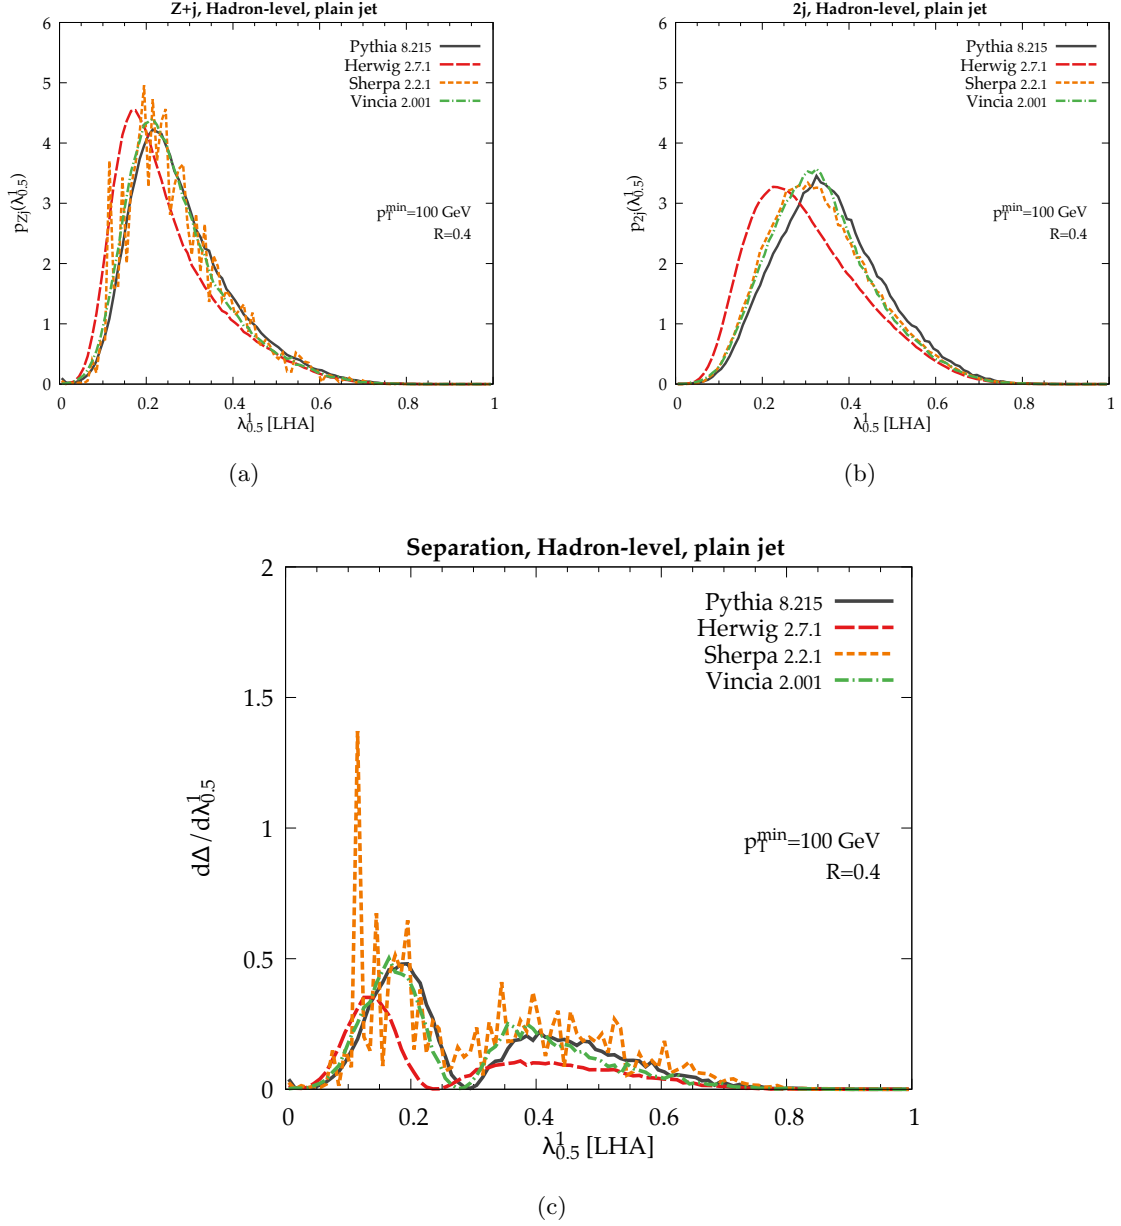 Z+j, Hadron-level, plain jet
6
5
4
3
2
1
0
p_Zj(λ^1_0.5)
Pythia 8.215
Herwig 2.7.1
Sherpa 2.2.1
Vincia 2.001
p_T^min=100 GeV
R=0.4
0 0.2 0.4 0.6 0.8 1
λ^1_0.5 [LHA]
(a)
2j, Hadron-level, plain jet
6
5
4
3
2
1
0
p_2j(λ^1_0.5)
Pythia 8.215
Herwig 2.7.1
Sherpa 2.2.1
Vincia 2.001
p_T^min=100 GeV
R=0.4
0 0.2 0.4 0.6 0.8 1
λ^1_0.5 [LHA]
(b)
Separation, Hadron-level, plain jet
2
1.5
1
0.5
0
dΔ/dλ^1_0.5
Pythia 8.215
Herwig 2.7.1
Sherpa 2.2.1
Vincia 2.001
p_T^min=100 GeV
R=0.4
0 0.2 0.4 0.6 0.8 1
λ^1_0.5 [LHA]
(c)